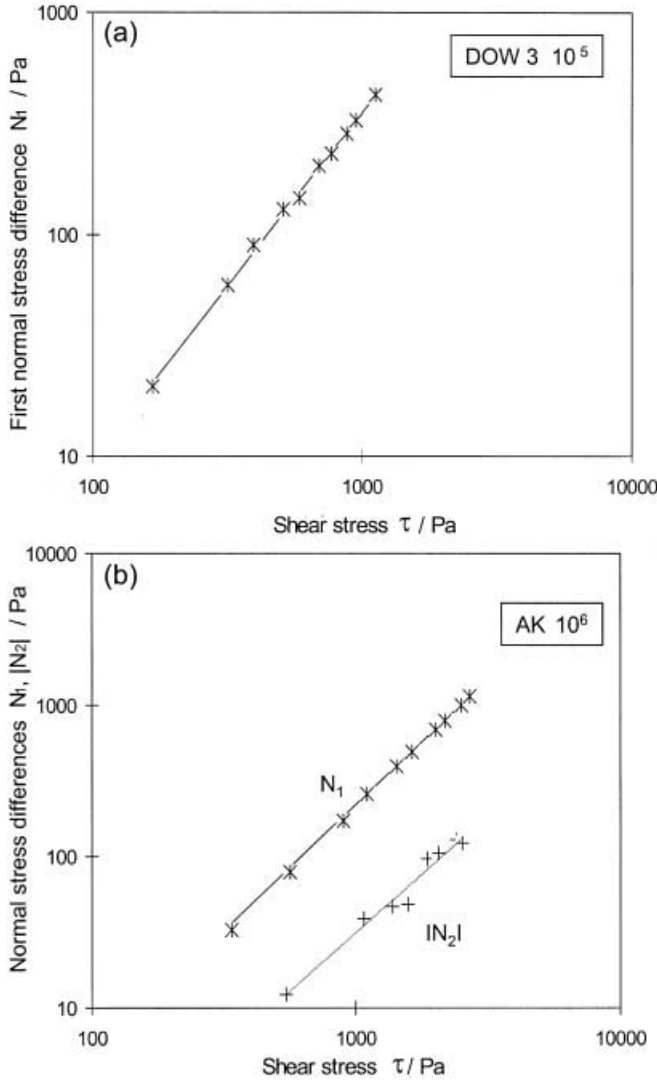 (a)
DOW 3 10⁵
First normal stress difference N₁ / Pa
1000
100
10
100
1000
10000
Shear stress τ / Pa
(b)
AK 10⁶
Normal stress differences N₁, |N₂| / Pa
10000
1000
100
10
N₁
|N₂|
100
1000
10000
Shear stress τ / Pa